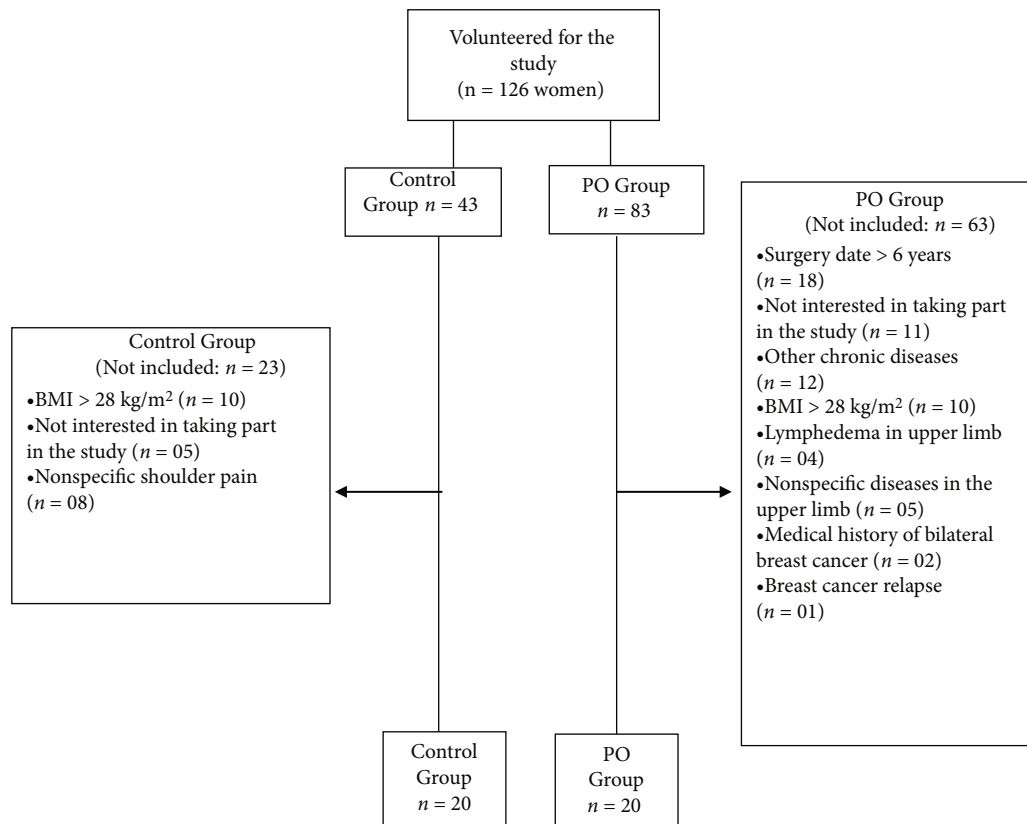 Volunteered for the
study
(n = 126 women)
Control
Group n = 43
PO Group
n = 83
PO Group
(Not included: n = 63)
•Surgery date > 6 years
(n = 18)
•Not interested in taking part
in the study (n = 11)
•Other chronic diseases
(n = 12)
•BMI > 28 kg/m² (n = 10)
•Lymphedema in upper limb
(n = 04)
•Nonspecific diseases in the
upper limb (n = 05)
•Medical history of bilateral
breast cancer (n = 02)
•Breast cancer relapse
(n = 01)
Control Group
(Not included: n = 23)
•BMI > 28 kg/m² (n = 10)
•Not interested in taking part
in the study (n = 05)
•Nonspecific shoulder pain
(n = 08)
Control
Group
n = 20
PO
Group
n = 20